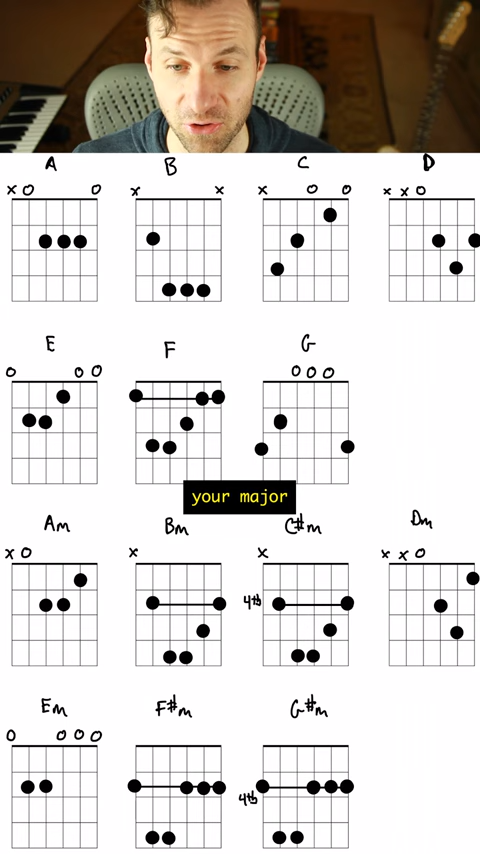 A B C D
x o o x x x o o x x o
E F G
o o o o o o
your major
Am Bm C#m Dm
x o x x x x o
4th
Em F#m G#m
o o o o
4th